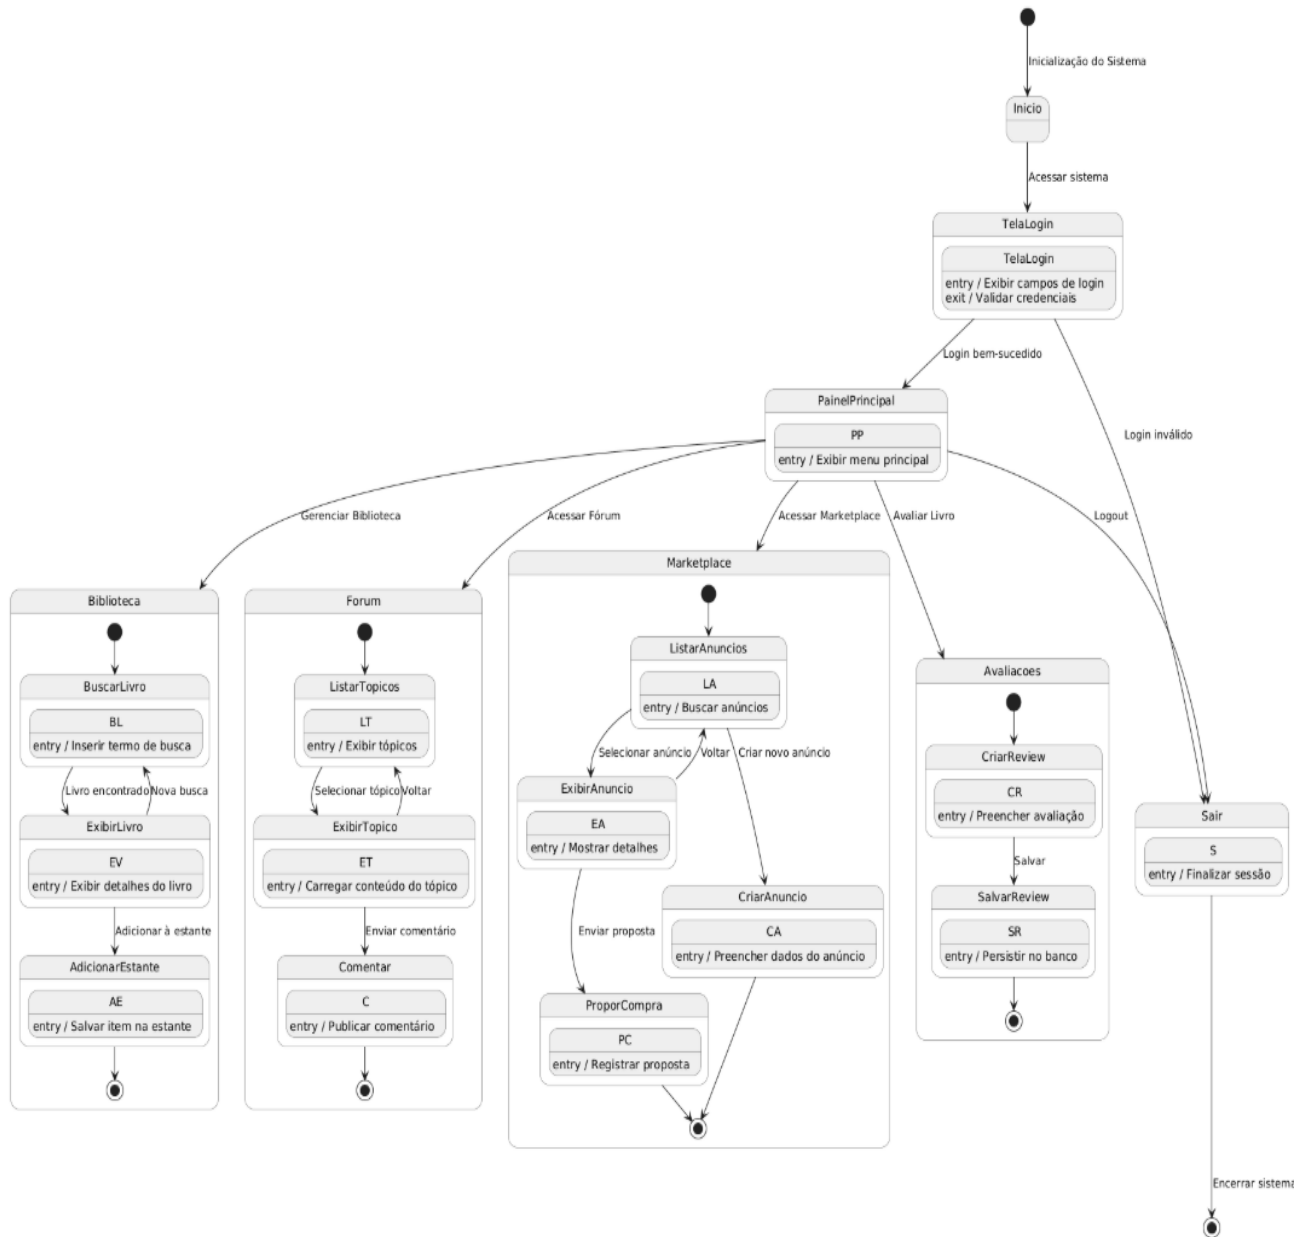 Inicialização do Sistema
Inicio
Acessar sistema
TelaLogin
TelaLogin
entry / Exibir campos de login
exit / Validar credenciais
Login bem-sucedido
Login inválido
PainelPrincipal
PP
entry / Exibir menu principal
Gerenciar Biblioteca
Acessar Fórum
Acessar Marketplace
Avaliar Livro
Logout
Biblioteca
BuscarLivro
BL
entry / Inserir termo de busca
Livro encontrado
Nova busca
ExibirLivro
EV
entry / Exibir detalhes do livro
Adicionar à estante
AdicionarEstante
AE
entry / Salvar item na estante
Forum
ListarTopicos
LT
entry / Exibir tópicos
Selecionar tópico
Voltar
ExibirTopico
ET
entry / Carregar conteúdo do tópico
Enviar comentário
Comentar
C
entry / Publicar comentário
Marketplace
ListarAnuncios
LA
entry / Buscar anúncios
Selecionar anúncio
Voltar
Criar novo anúncio
ExibirAnuncio
EA
entry / Mostrar detalhes
Enviar proposta
CriarAnuncio
CA
entry / Preencher dados do anúncio
ProporCompra
PC
entry / Registrar proposta
Avaliacoes
CriarReview
CR
entry / Preencher avaliação
Salvar
SalvarReview
SR
entry / Persistir no banco
Sair
S
entry / Finalizar sessão
Encerrar sistema